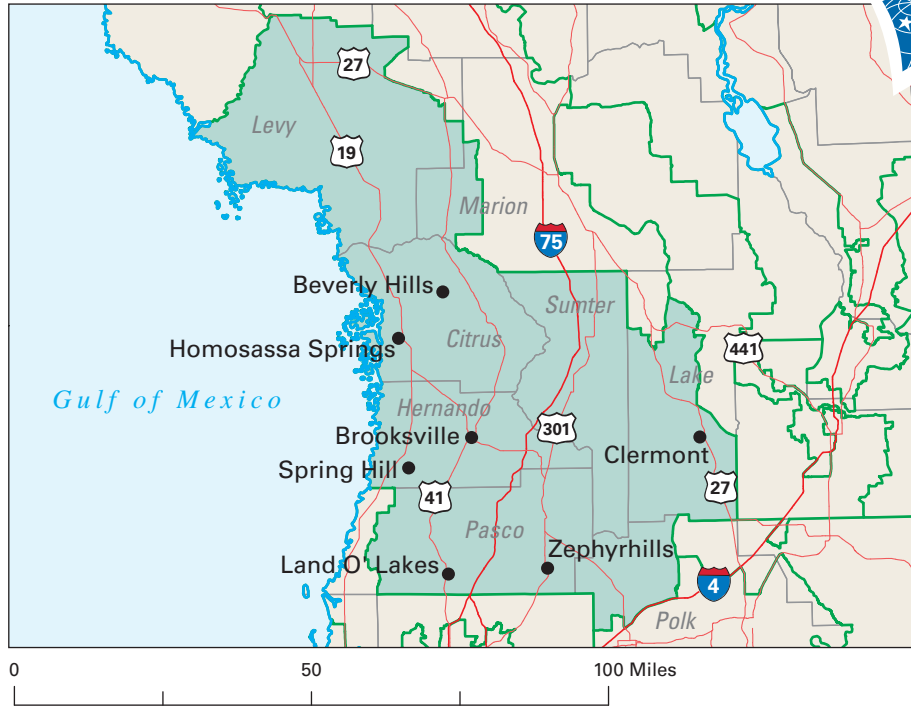 27
Levy
19
Marion
75
Beverly Hills
Sumter
Citrus
Homosassa Springs
441
Lake
Gulf of Mexico
Hernando
301
Brooksville
Clermont
Spring Hill
27
41
Pasco
Zephyrhills
Land O' Lakes
4
Polk
0 50 100 Miles